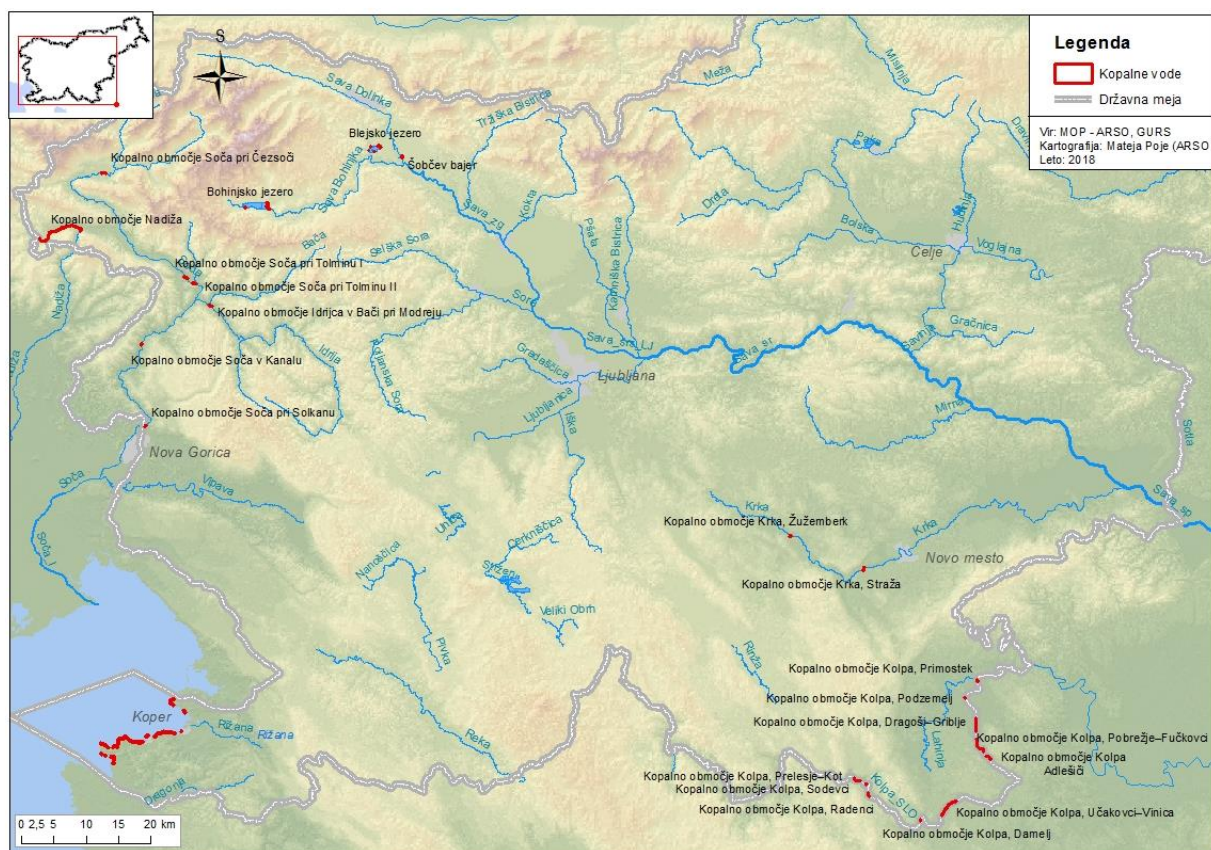 S
Legenda
Kopalne vode
Državna meja
Vir: MOP - ARSO, GURS
Kartografija: Mateja Poje (ARSO
Leto: 2018
Meža
Mislinja
Sava Dolinka
Tržiška Bistrica
Blejsko jezero
Šobčev bajer
Paka
Kopalno območje Soča pri Čezsoči
Sava Bohinjka
Bohinjsko jezero
Kokra
Dreta
Hudinja
Kopalno območje Nadiža
Sava_zg
Pšata
Kamniška Bistrica
Bolska
Voglajna
Celje
Bača
Selška Sora
Kopalno območje Soča pri Tolminu I
Kopalno območje Soča pri Tolminu II
Nadiža
Kopalno območje Idrijca v Bači pri Modreju
Sora
Gračnica
Savinja
Sava_sr_LJ
Sava_sr
Idrija
Kopalno območje Soča v Kanalu
Poljanska Sora
Gradaščica
Ljubljana
Ljubljanica
Iška
Mirna
Sotla
Kopalno območje Soča pri Solkanu
Nova Gorica
Soča
Vipava
Sava_sp
Krka
Krka
Kopalno območje Krka, Žužemberk
Unica
Cerkniščica
Novo mesto
Nanoščica
Stržen
Kopalno območje Krka, Straža
Soča_I
Veliki Obrh
Pivka
Rinža
Kopalno območje Kolpa, Primostek
Kopalno območje Kolpa, Podzemelj
Koper
Rižana
Rižana
Kopalno območje Kolpa, Dragoši–Griblje
Lahinja
Kopalno območje Kolpa, Pobrežje–Fučkovci
Reka
Kopalno območje Kolpa
Adlešiči
Dragonja
Kopalno območje Kolpa, Prelesje–Kot
Kopalno območje Kolpa, Sodevci
Kolpa_SLO
Kopalno območje Kolpa, Radenci
Kopalno območje Kolpa, Učakovci–Vinica
Kopalno območje Kolpa, Damelj
0 2,5 5 10 15 20 km